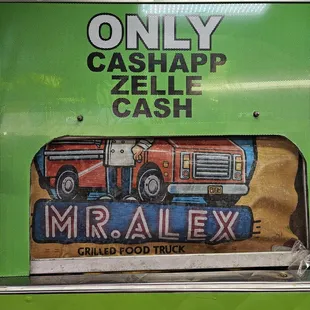 ONLY
CASHAPP
ZELLE
CASH
MR.ALEX
GRILLED FOOD TRUCK